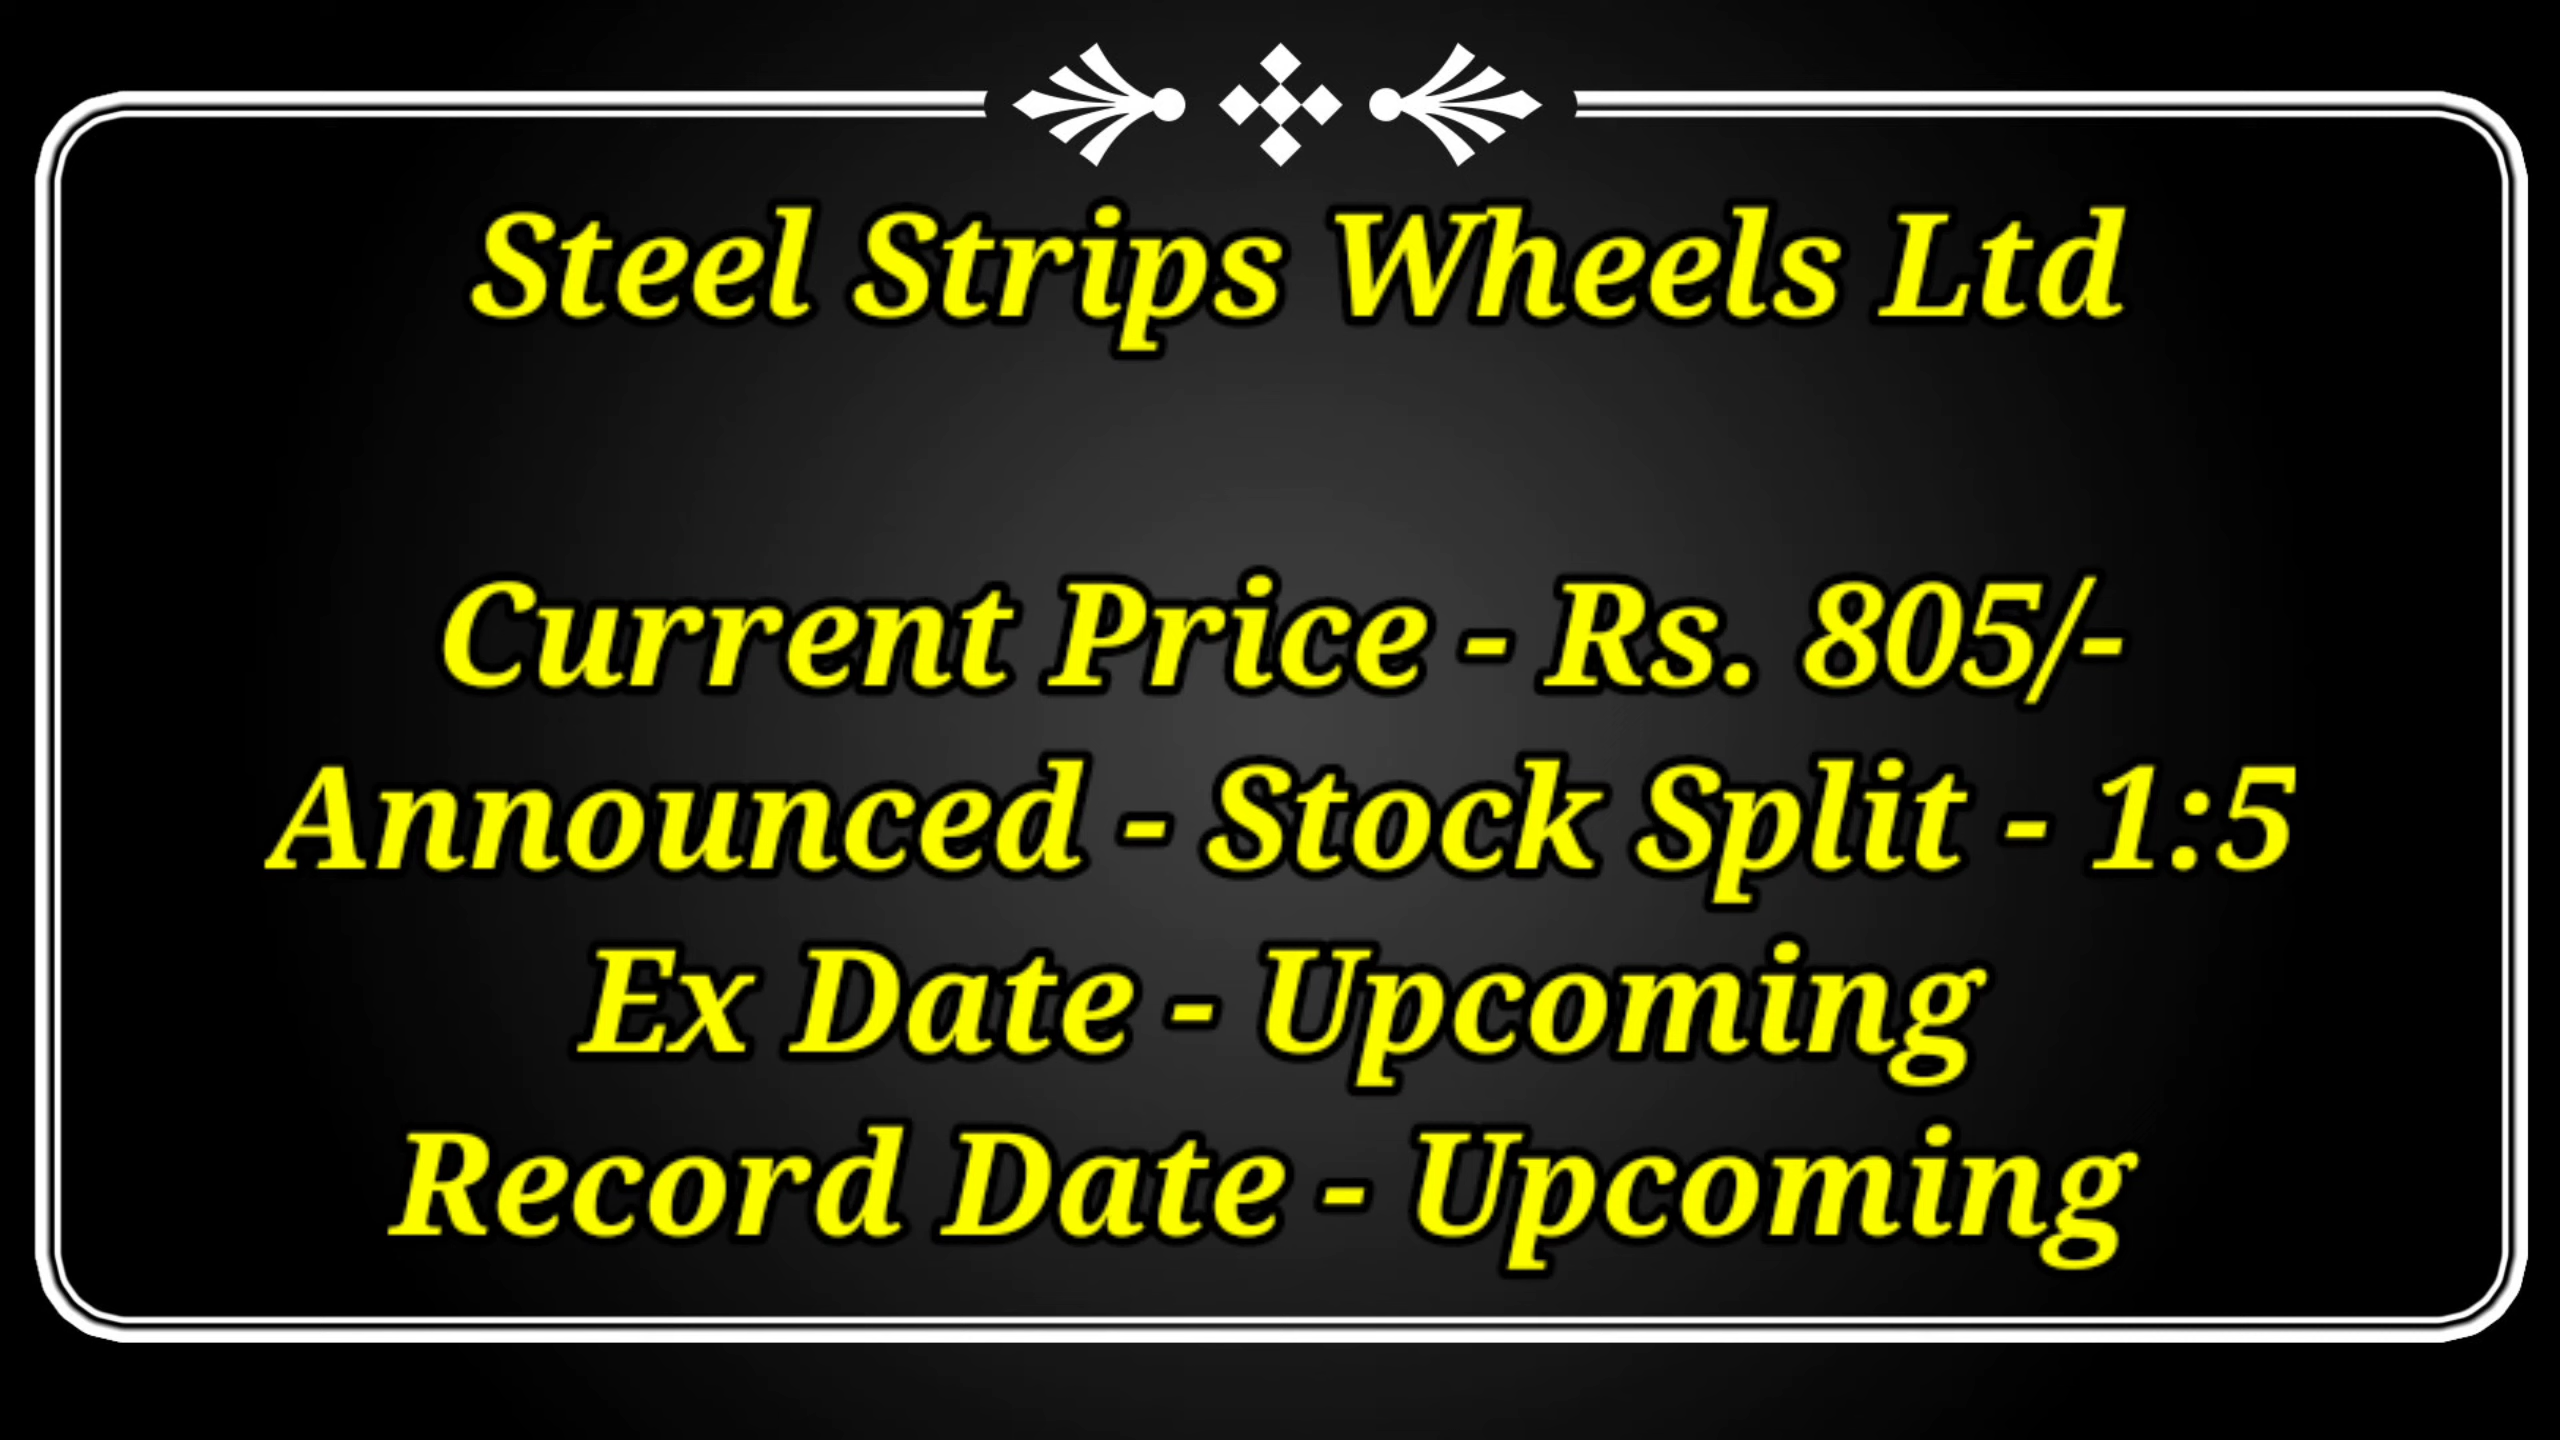 Steel Strips Wheels Ltd
Current Price - Rs. 805/-
Announced - Stock Split - 1:5
Ex Date - Upcoming
Record Date - Upcoming